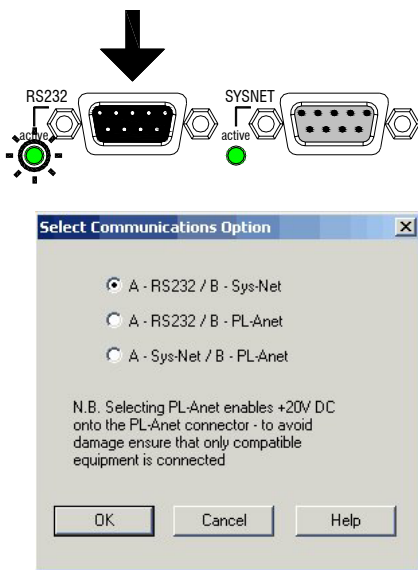 RS232
SYSNET
active
active
Select Communications Option
A - RS232 / B - Sys-Net
A - RS232 / B - PL-Anet
A - Sys-Net / B - PL-Anet
N.B. Selecting PL-Anet enables +20V DC
onto the PL-Anet connector - to avoid
damage ensure that only compatible
equipment is connected
OK
Cancel
Help